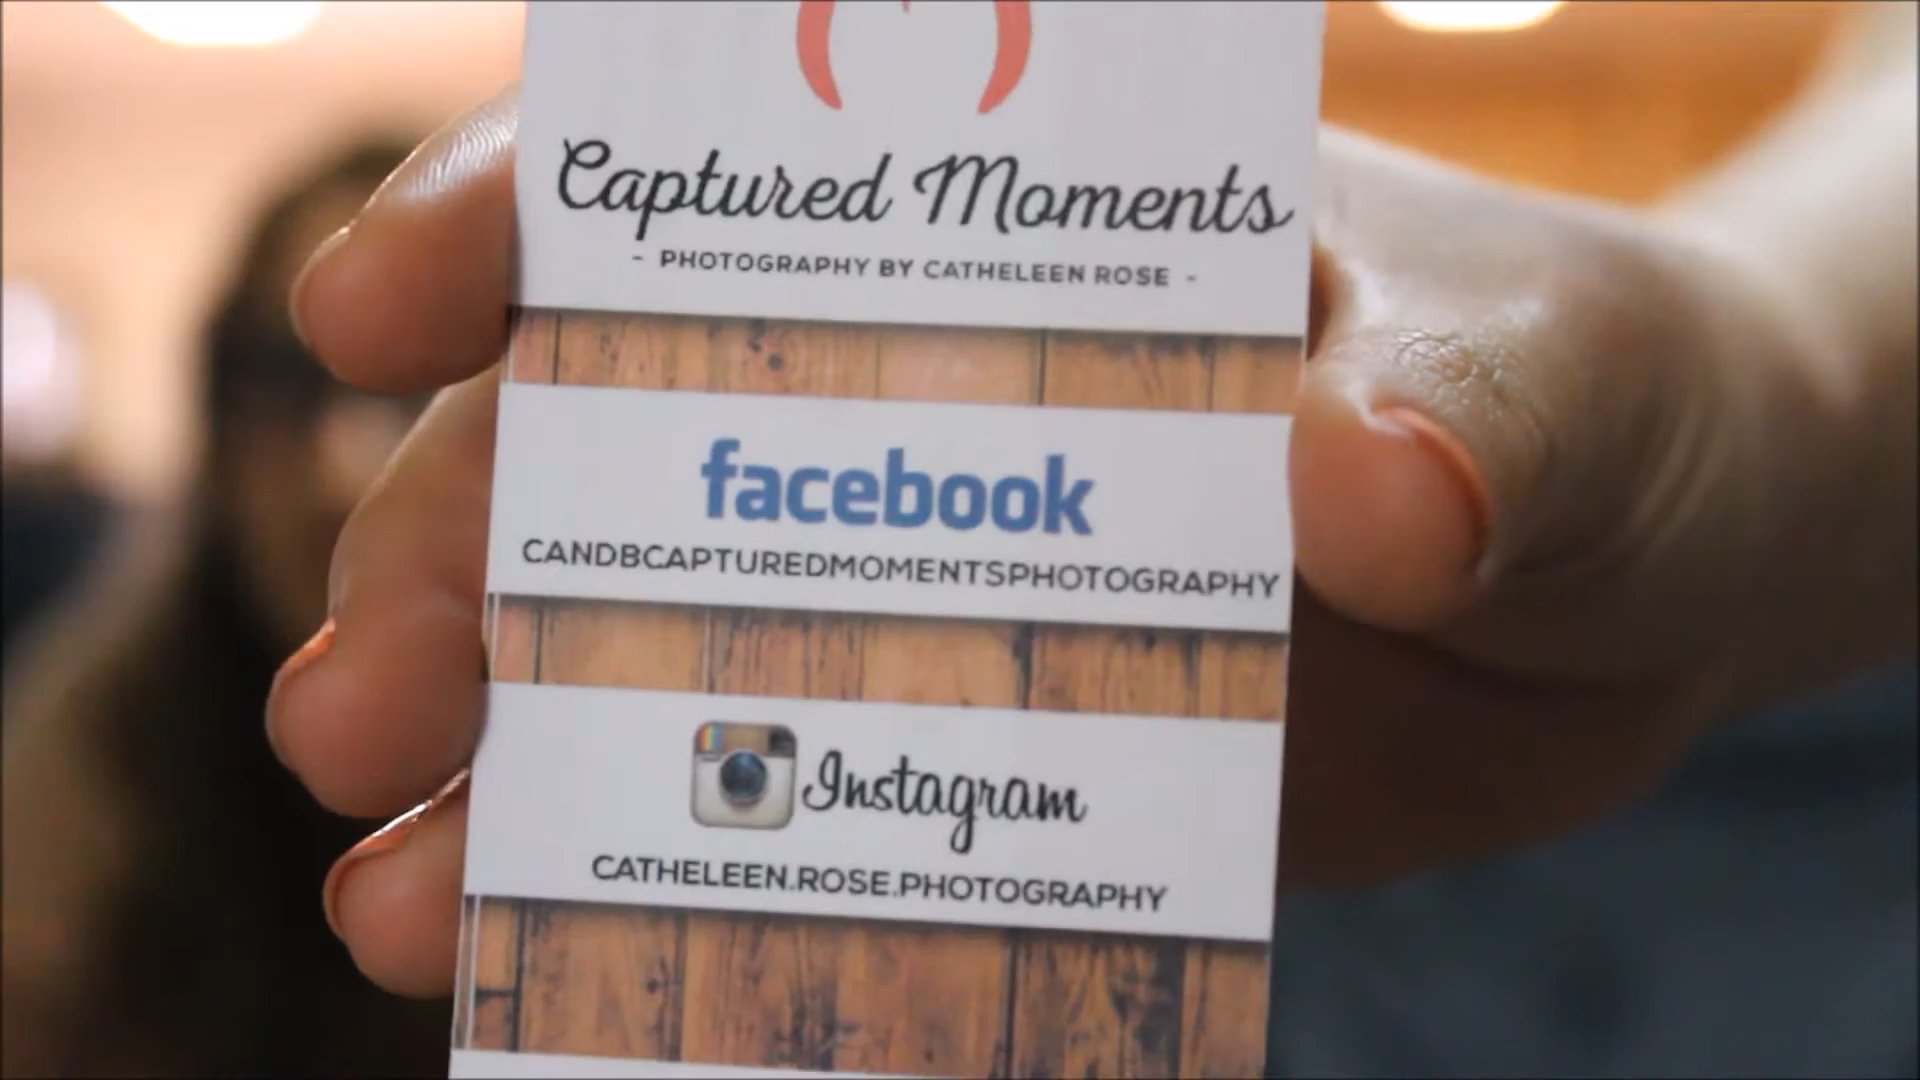 Captured Moments
- PHOTOGRAPHY BY CATHELEEN ROSE -
facebook
CANDBCAPTUREDMOMENTSPHOTOGRAPHY
Instagram
CATHELEEN.ROSE.PHOTOGRAPHY